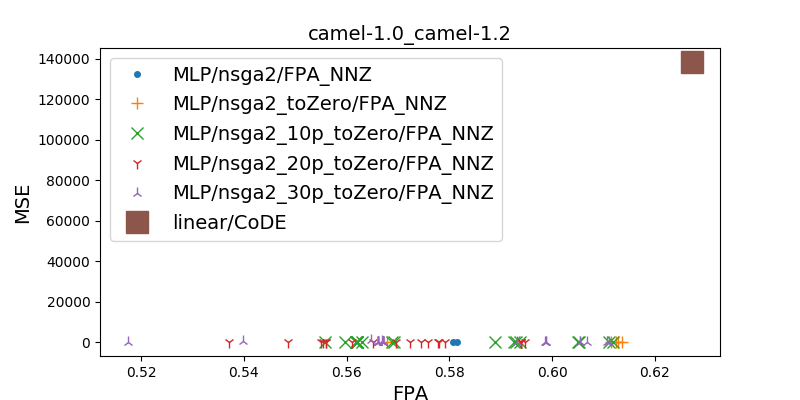 camel-1.0_camel-1.2
140000
120000
100000
80000
60000
40000
20000
0
MSE
MLP/nsga2/FPA_NNZ
MLP/nsga2_toZero/FPA_NNZ
MLP/nsga2_10p_toZero/FPA_NNZ
MLP/nsga2_20p_toZero/FPA_NNZ
MLP/nsga2_30p_toZero/FPA_NNZ
linear/CoDE
0.52 0.54 0.56 0.58 0.60 0.62
FPA